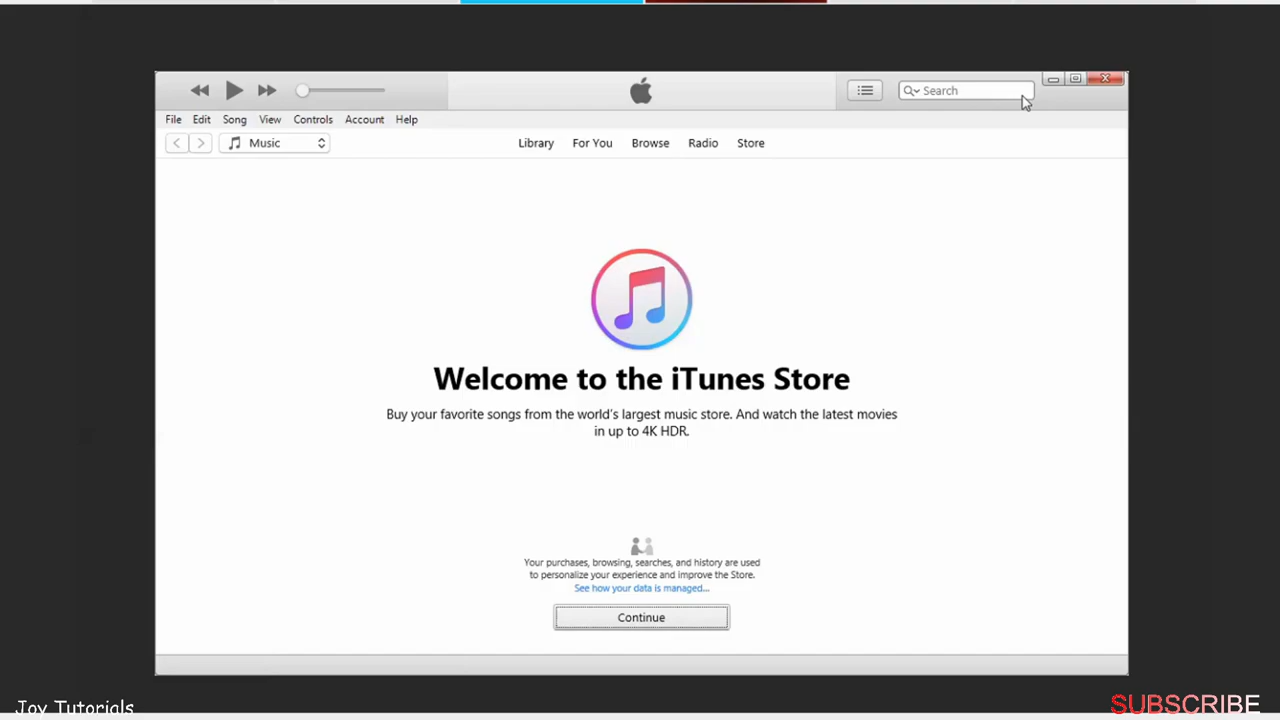 Search
File Edit Song View Controls Account Help
Music Library For You Browse Radio Store
Welcome to the iTunes Store
Buy your favorite songs from the world's largest music store. And watch the latest movies
in up to 4K HDR.
Your purchases, browsing, searches, and history are used
to personalize your experience and improve the Store.
See how your data is managed...
Continue
Joy Tutorials SUBSCRIBE